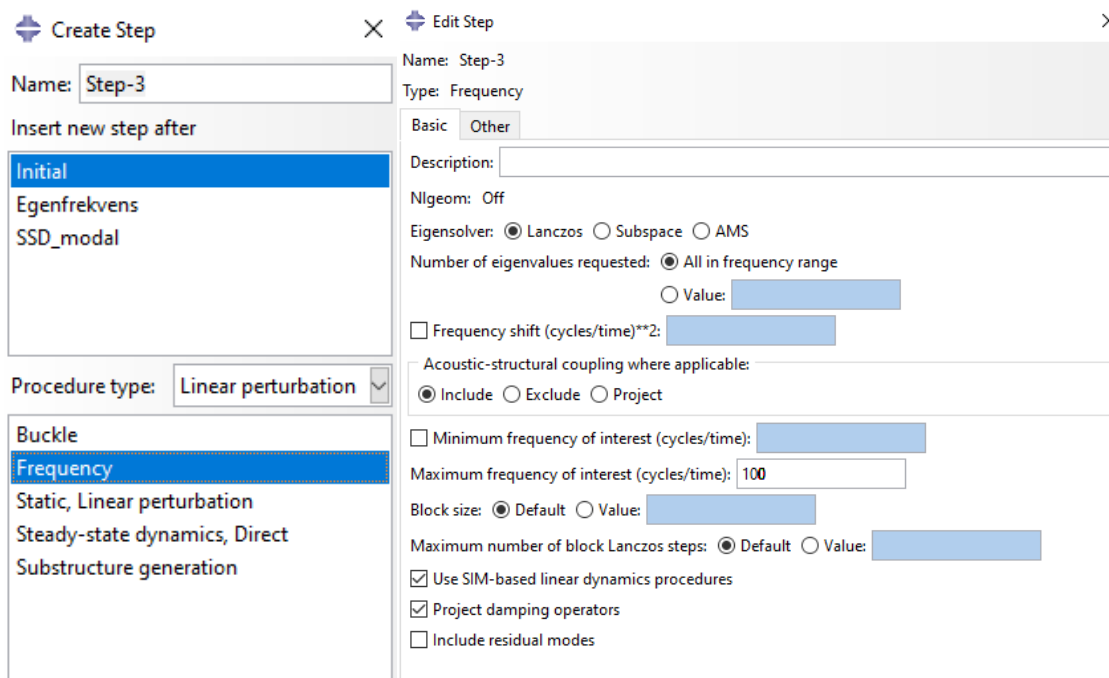 Create Step
Name: Step-3
Insert new step after
Initial
Egenfrekvens
SSD_modal
Procedure type: Linear perturbation
Buckle
Frequency
Static, Linear perturbation
Steady-state dynamics, Direct
Substructure generation
Edit Step
Name: Step-3
Type: Frequency
Basic Other
Description:
Nlgeom: Off
Eigensolver: Lanczos Subspace AMS
Number of eigenvalues requested: All in frequency range
Value:
Frequency shift (cycles/time)**2:
Acoustic-structural coupling where applicable:
Include Exclude Project
Minimum frequency of interest (cycles/time):
Maximum frequency of interest (cycles/time): 100
Block size: Default Value:
Maximum number of block Lanczos steps: Default Value:
Use SIM-based linear dynamics procedures
Project damping operators
Include residual modes